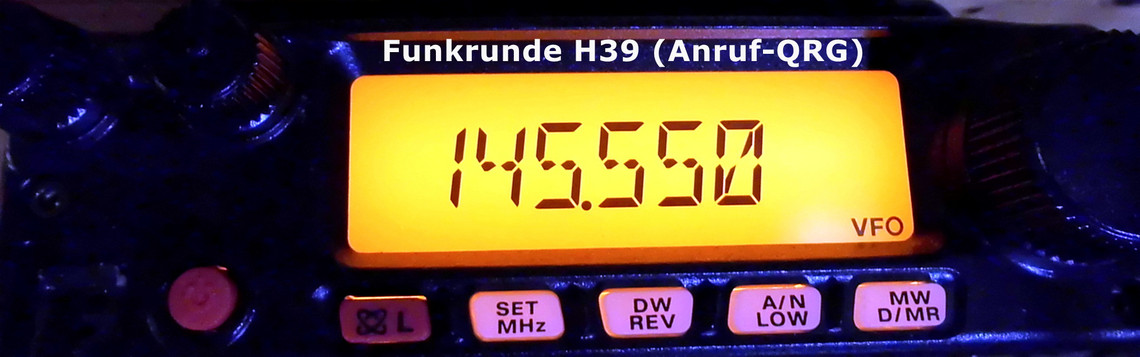 Funkrunde H39 (Anruf-QRG)
145.550
VFO
L
SET
MHz
DW
REV
A/N
LOW
MW
D/MR